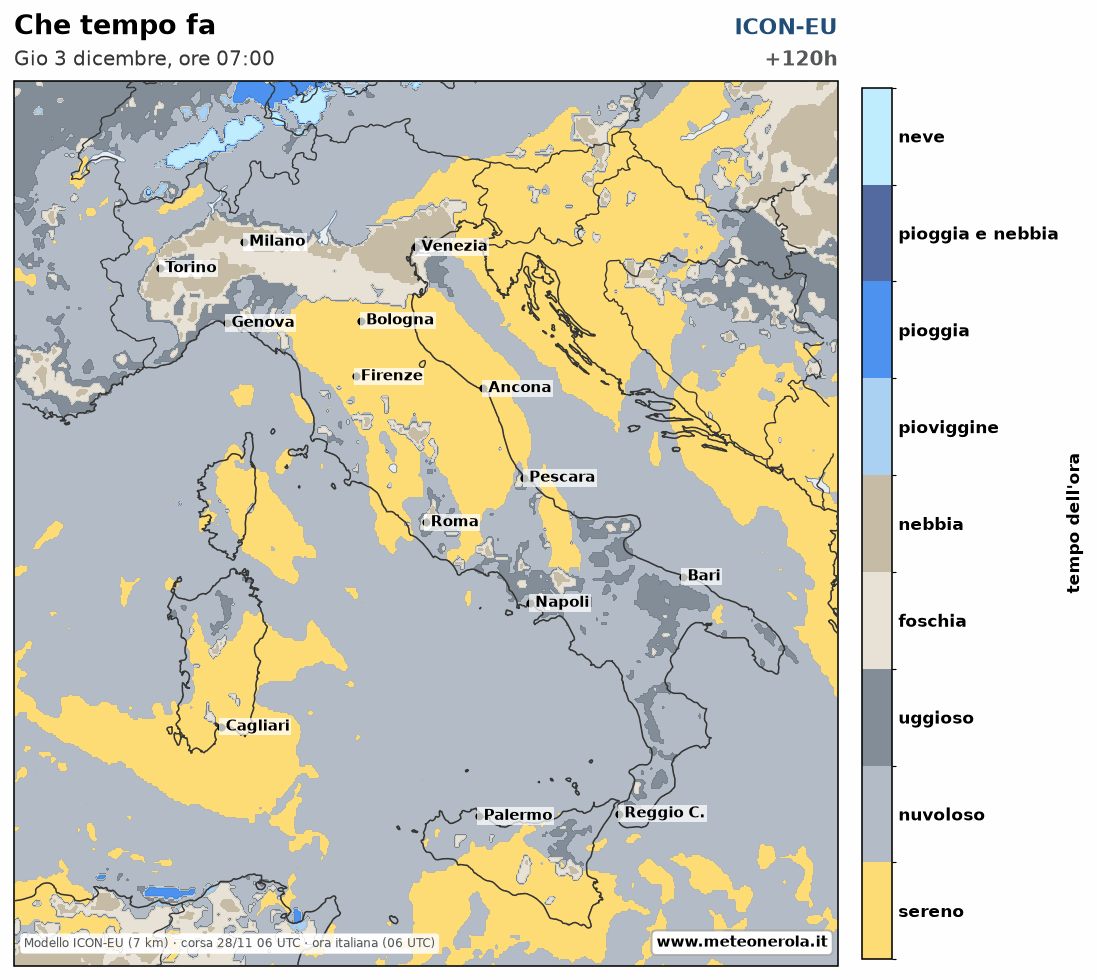 Che tempo fa
ICON-EU
Gio 3 dicembre, ore 07:00
+120h
neve
pioggia e nebbia
pioggia
pioviggine
nebbia
foschia
uggioso
nuvoloso
sereno
tempo dell'ora
Milano
Venezia
Torino
Genova
Bologna
Firenze
Ancona
Pescara
Roma
Bari
Napoli
Cagliari
Palermo
Reggio C.
Modello ICON-EU (7 km) · corsa 28/11 06 UTC · ora italiana (06 UTC)
www.meteonerola.it